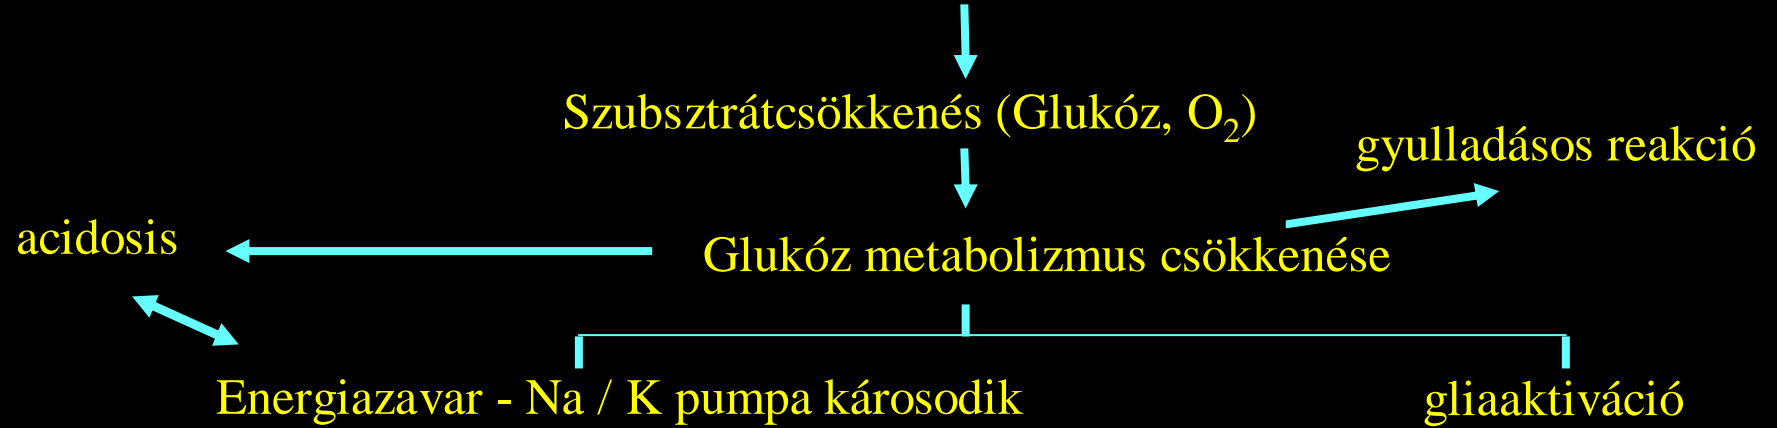 Szubsztrátcsökkenés (Glukóz, O₂)
gyulladásos reakció
acidosis
Glukóz metabolizmus csökkenése
Energiazavar - Na / K pumpa károsodik
gliaaktiváció